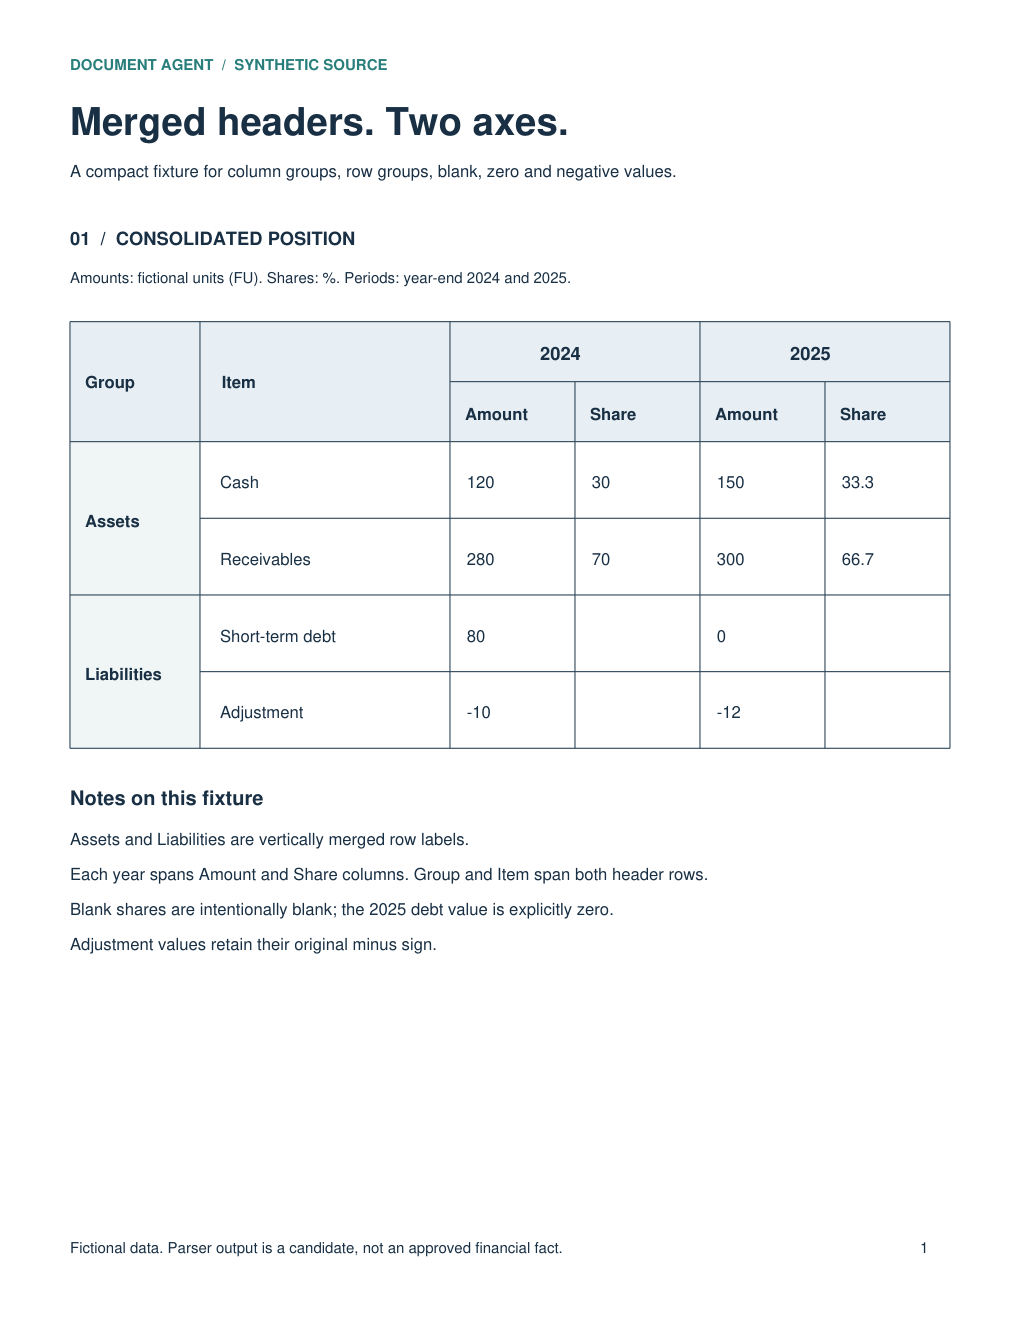 DOCUMENT AGENT / SYNTHETIC SOURCE
Merged headers. Two axes.
A compact fixture for column groups, row groups, blank, zero and negative values.
01 / CONSOLIDATED POSITION
Amounts: fictional units (FU). Shares: %. Periods: year-end 2024 and 2025.
Group Item 2024 2025
Amount Share Amount Share
Assets
Cash 120 30 150 33.3
Receivables 280 70 300 66.7
Liabilities
Short-term debt 80 0
Adjustment -10 -12
Notes on this fixture
Assets and Liabilities are vertically merged row labels.
Each year spans Amount and Share columns. Group and Item span both header rows.
Blank shares are intentionally blank; the 2025 debt value is explicitly zero.
Adjustment values retain their original minus sign.
Fictional data. Parser output is a candidate, not an approved financial fact. 1